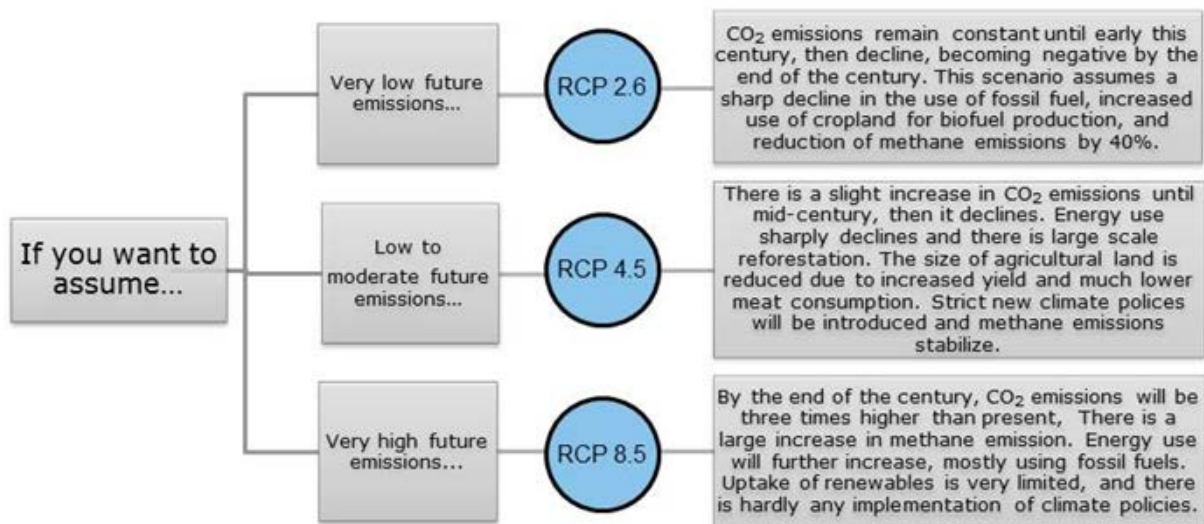 If you want to
assume...
Very low future
emissions...
RCP 2.6
CO2 emissions remain constant until early this
century, then decline, becoming negative by the
end of the century. This scenario assumes a
sharp decline in the use of fossil fuel, increased
use of cropland for biofuel production, and
reduction of methane emissions by 40%.
Low to
moderate future
emissions...
RCP 4.5
There is a slight increase in CO2 emissions until
mid-century, then it declines. Energy use
sharply declines and there is large scale
reforestation. The size of agricultural land is
reduced due to increased yield and much lower
meat consumption. Strict new climate polices
will be introduced and methane emissions
stabilize.
Very high future
emissions...
RCP 8.5
By the end of the century, CO2 emissions will be
three times higher than present, There is a
large increase in methane emission. Energy use
will further increase, mostly using fossil fuels.
Uptake of renewables is very limited, and there
is hardly any implementation of climate policies.